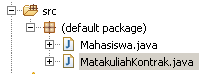 src
(default package)
Mahasiswa.java
MatakuliahKontrak.java